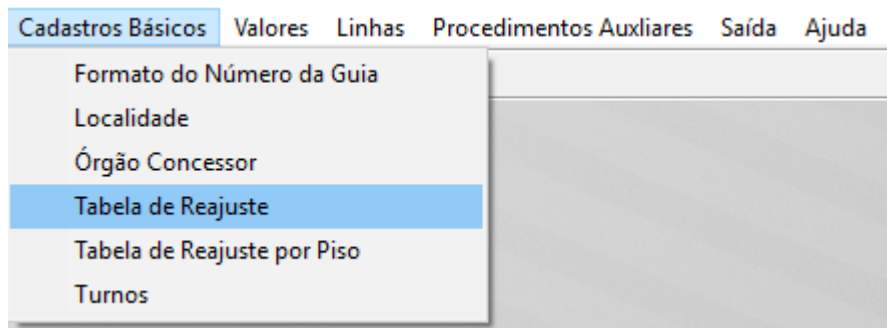 Cadastros Básicos Valores Linhas Procedimentos Auxliares Saída Ajuda
Formato do Número da Guia
Localidade
Órgão Concessor
Tabela de Reajuste
Tabela de Reajuste por Piso
Turnos